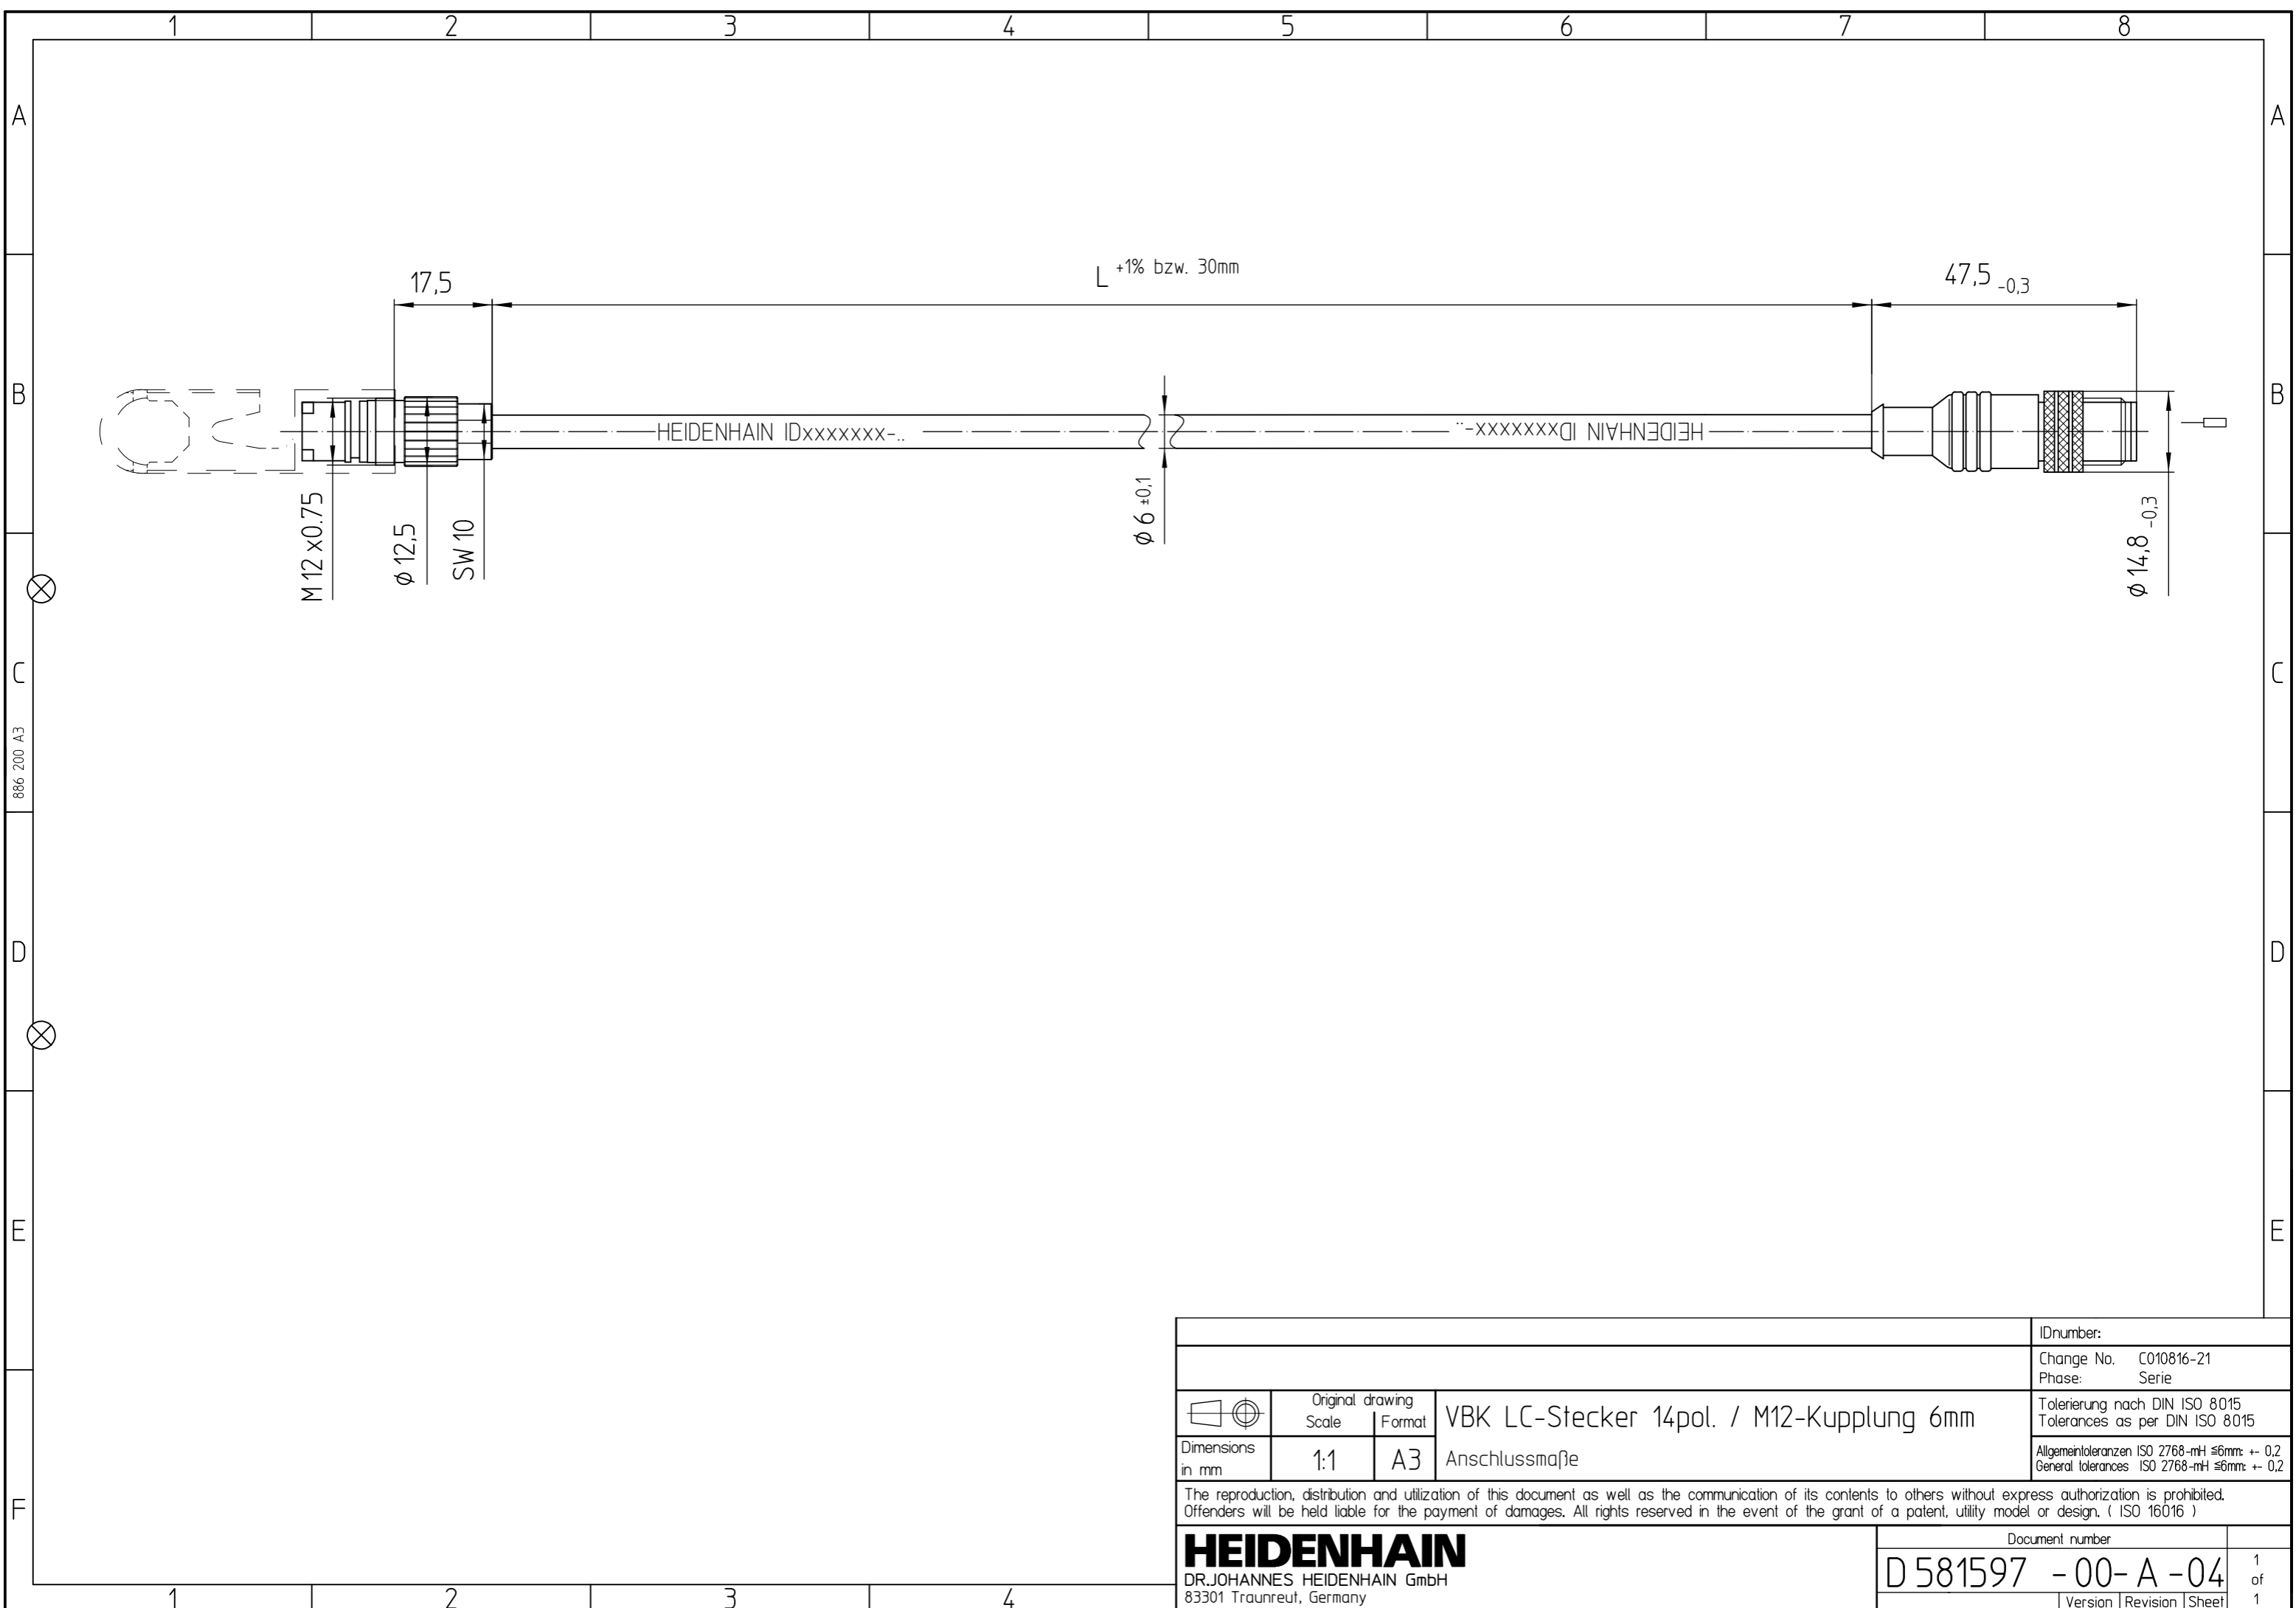 1 2 3 4 5 6 7 8
A A
L +1% bzw. 30mm
17,5
47,5 -0,3
B B
HEIDENHAIN IDxxxxxxx-..
HEIDENHAIN IDxxxxxxx-..
M 12 x0.75
ϕ 12,5
SW 10
ϕ 6 ±0,1
ϕ 14,8 -0,3
C C
886 200 A3
D D
E E
IDnumber:
Change No. C010816-21
Phase: Serie
Original drawing
Scale Format
VBK LC-Stecker 14pol. / M12-Kupplung 6mm
Tolerierung nach DIN ISO 8015
Tolerances as per DIN ISO 8015
Dimensions
in mm
1:1 A3
Anschlussmaße
Allgemeintoleranzen ISO 2768-mH ≤6mm: +- 0,2
General tolerances ISO 2768-mH ≤6mm: +- 0,2
F
The reproduction, distribution and utilization of this document as well as the communication of its contents to others without express authorization is prohibited.
Offenders will be held liable for the payment of damages. All rights reserved in the event of the grant of a patent, utility model or design. ( ISO 16016 )
HEIDENHAIN
DR.JOHANNES HEIDENHAIN GmbH
83301 Traunreut, Germany
Document number
D 581597 - 00 - A - 04
Version Revision Sheet
1
of
1
1 2 3 4